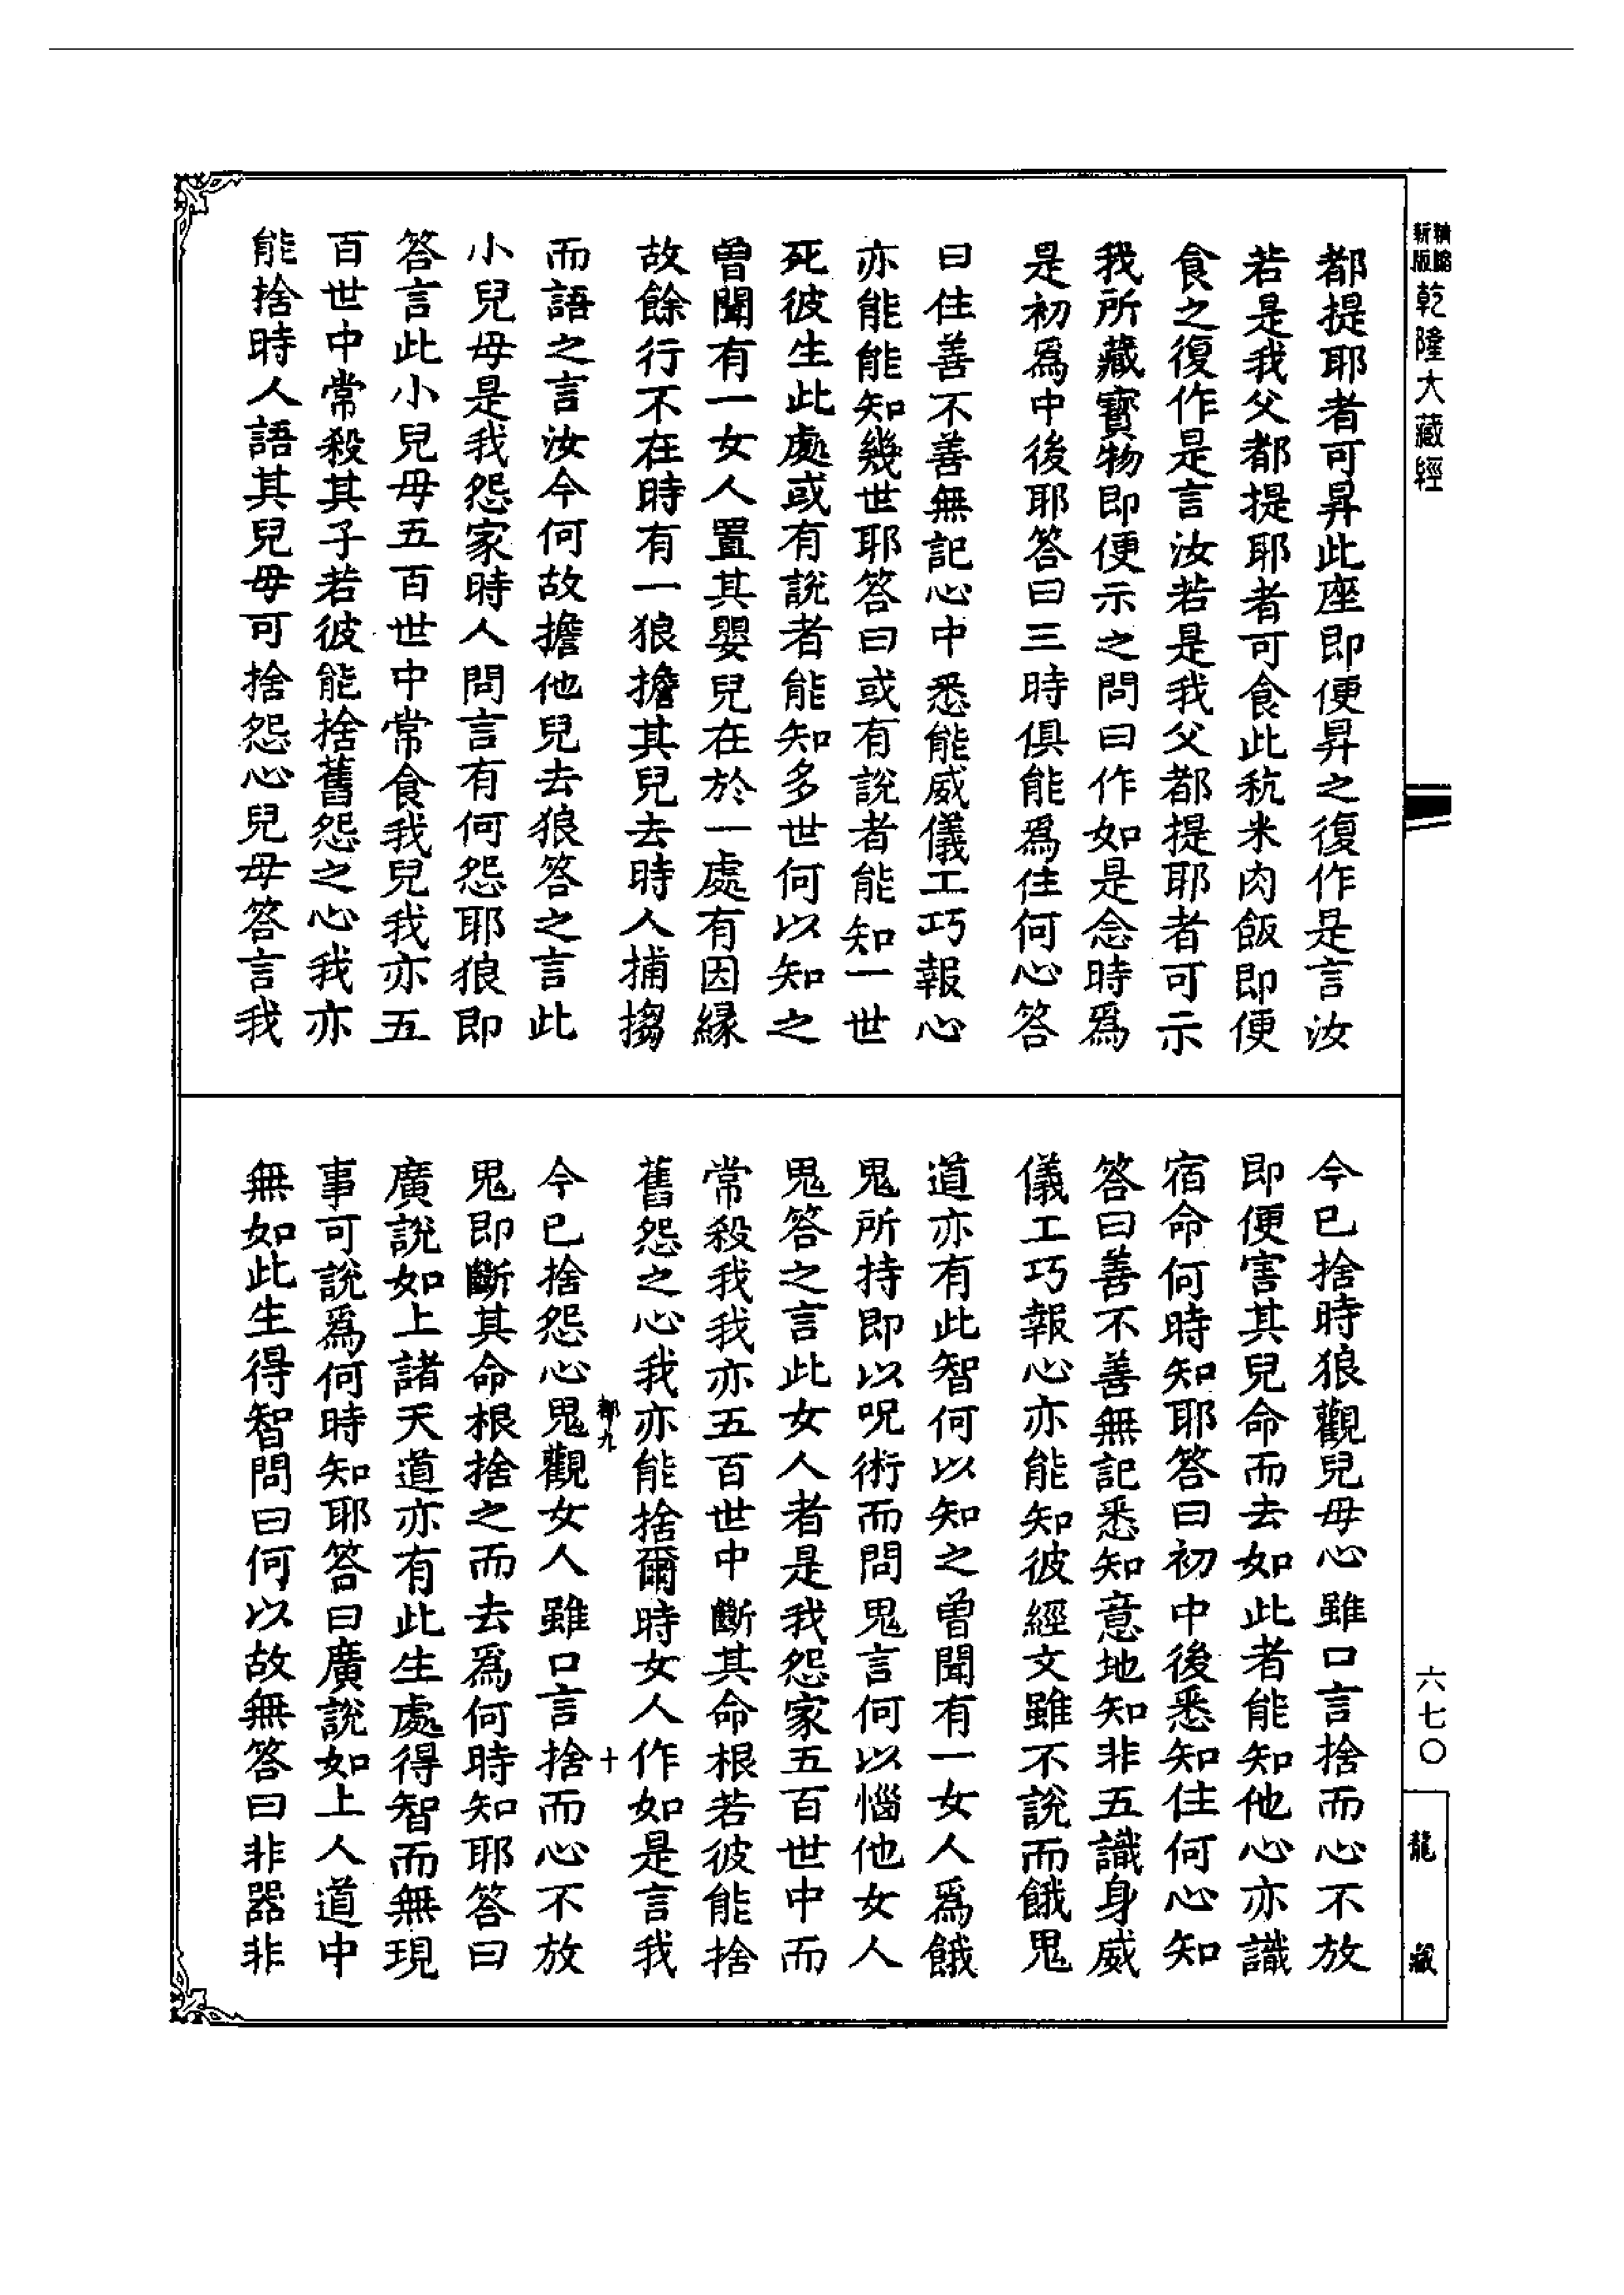 精縮
新版
乾隆大藏經
都提耶者可昇此座即便昇之復作是言汝
若是我父都提耶者可食此秔米肉飯即便
食之復作是言汝若是我父都提耶者可示
我所藏寶物即便示之問曰作如是念時爲
是初爲中後耶答曰三時俱能爲住何心答
曰住善不善無記心中悉能威儀工巧報心
亦能能知幾世耶答曰或有說者能知一世
死彼生此處或有說者能知多世何以知之
曾聞有一女人置其嬰兒在於一處有因緣
故餘行不在時有一狼擔其兒去時人捕搊
而語之言汝今何故擔他兒去狼答之言此
小兒母是我怨家時人問言有何怨耶狼即
答言此小兒母五百世中常食我兒我亦五
百世中常殺其子若彼能捨舊怨之心我亦
能捨時人語其兒母可捨怨心兒母答言我
今已捨時狼觀兒母心雖口言捨而心不放
即便害其兒命而去如此者能知他心亦識
宿命何時知耶答曰初中後悉知住何心知
答曰善不善無記悉知意地知非五識身威
儀工巧報心亦能知彼經文雖不說而餓鬼
道亦有此智何以知之曾聞有一女人爲餓
鬼所持即以呪術而問鬼言何以惱他女人
鬼答之言此女人者是我怨家五百世中而
常殺我我亦五百世中斷其命根若彼能捨
舊怨之心我亦能捨爾時女人作如是言我
都九
十
今已捨怨心鬼觀女人雖口言捨而心不放
鬼即斷其命根捨之而去爲何時知耶答曰
廣說如上諸天道亦有此生處得智而無現
事可說爲何時知耶答曰廣說如上人道中
無如此生得智問曰何以故無答曰非器非
六七〇
龍藏